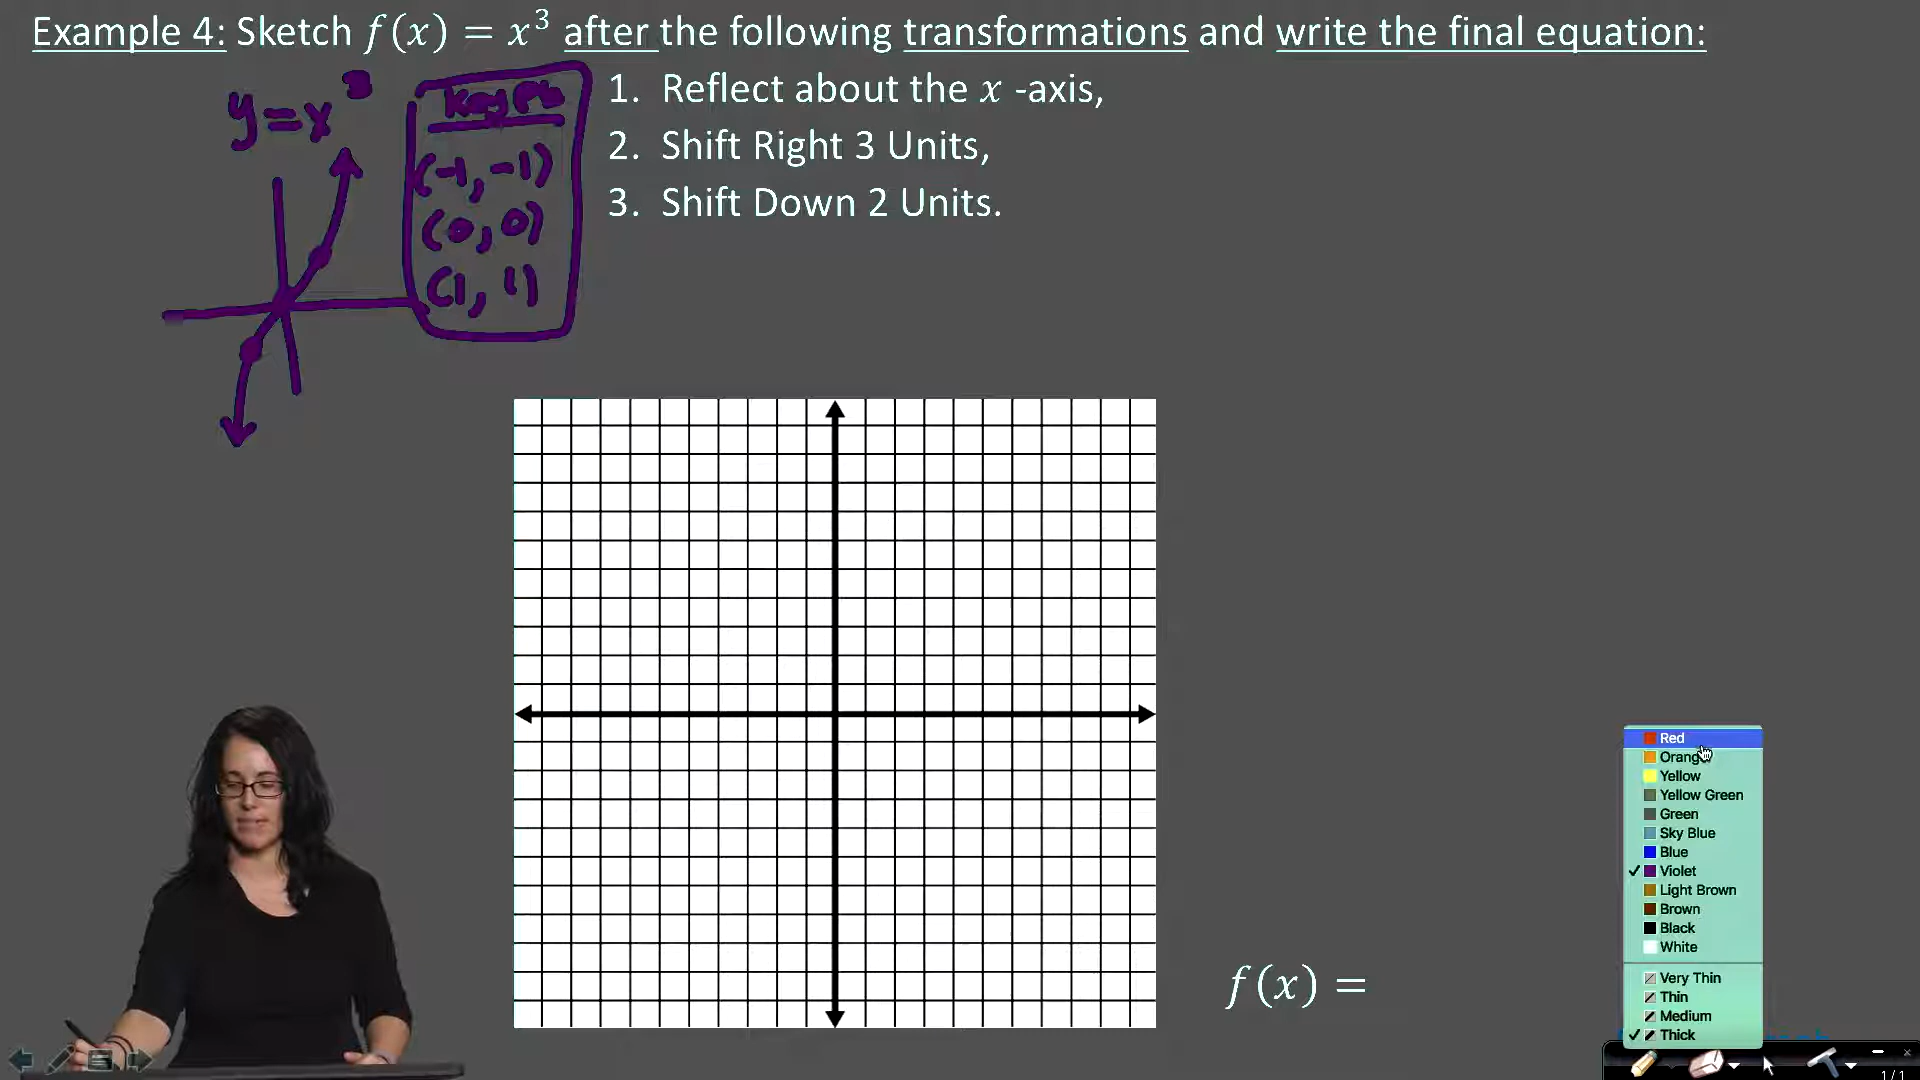 Example 4: Sketch f(x) = x³ after the following transformations and write the final equation:
1. Reflect about the x -axis,
2. Shift Right 3 Units,
3. Shift Down 2 Units.
y=x³
Key Pts
(-1, -1)
(0, 0)
(1, 1)
f(x) =
Red
Orange
Yellow
Yellow Green
Green
Sky Blue
Blue
✓ Violet
Light Brown
Brown
Black
White
Very Thin
Thin
Medium
✓ Thick
1/1